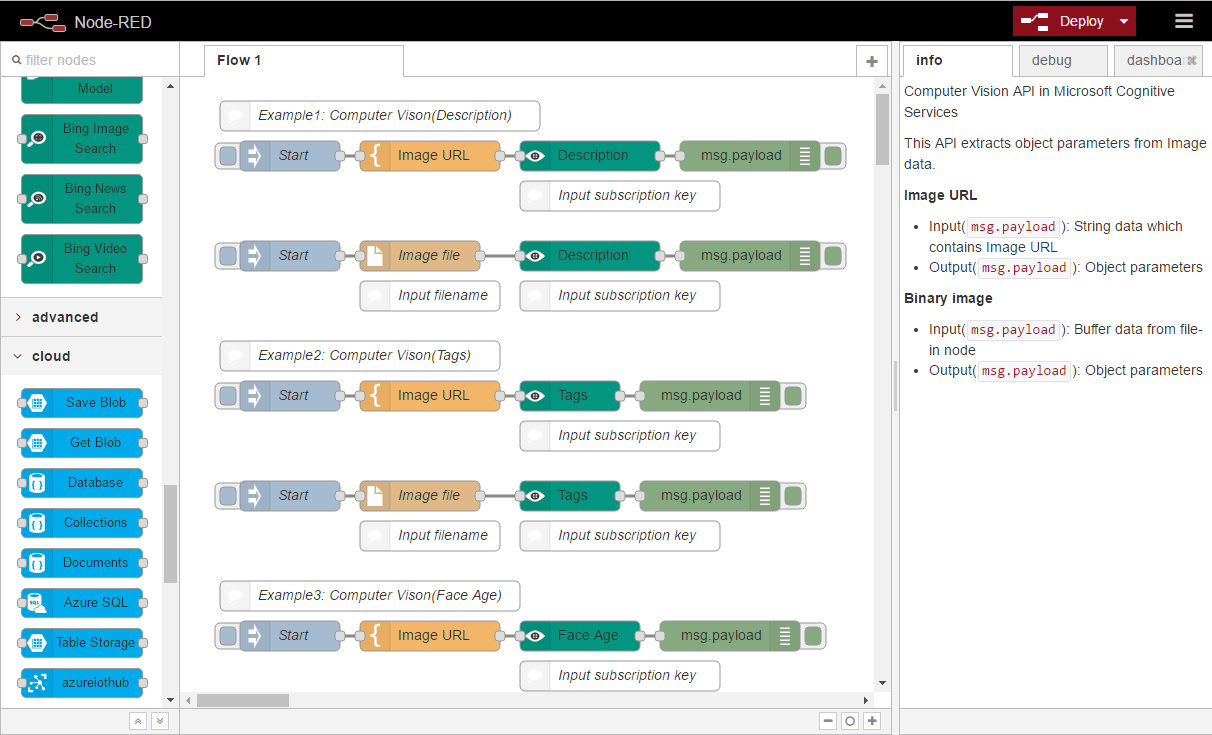 Node-RED
Deploy
filter nodes
Model
Bing Image
Search
Bing News
Search
Bing Video
Search
advanced
cloud
Save Blob
Get Blob
Database
Collections
Documents
Azure SQL
Table Storage
azureiothub
Flow 1
Example1: Computer Vison(Description)
Start
Image URL
Description
msg.payload
Input subscription key
Start
Image file
Description
msg.payload
Input filename
Input subscription key
Example2: Computer Vison(Tags)
Start
Image URL
Tags
msg.payload
Input subscription key
Start
Image file
Tags
msg.payload
Input filename
Input subscription key
Example3: Computer Vison(Face Age)
Start
Image URL
Face Age
msg.payload
Input subscription key
info
debug
dashboa
Computer Vision API in Microsoft Cognitive
Services
This API extracts object parameters from Image
data.
Image URL
Input( msg.payload ): String data which
contains Image URL
Output( msg.payload ): Object parameters
Binary image
Input( msg.payload ): Buffer data from file-
in node
Output( msg.payload ): Object parameters